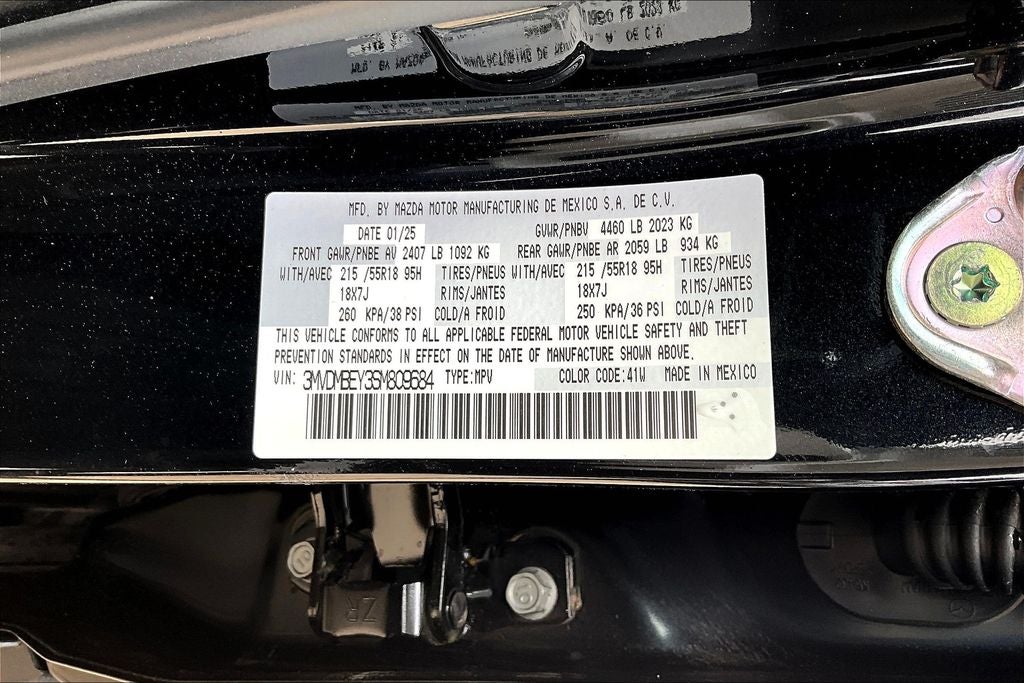 MFD. BY MAZDA MOTOR MANUFACTURING DE MEXICO S.A. DE C.V.
DATE 01/25 GVWR/PNBV 4460 LB 2023 KG
FRONT GAWR/PNBE AV 2407 LB 1092 KG REAR GAWR/PNBE AR 2059 LB 934 KG
WITH/AVEC 215 /55R18 95H TIRES/PNEUS WITH/AVEC 215 /55R18 95H TIRES/PNEUS
18X7J RIMS/JANTES 18X7J RIMS/JANTES
260 KPA/38 PSI COLD/A FROID 250 KPA/36 PSI COLD/A FROID
THIS VEHICLE CONFORMS TO ALL APPLICABLE FEDERAL MOTOR VEHICLE SAFETY AND THEFT
PREVENTION STANDARDS IN EFFECT ON THE DATE OF MANUFACTURE SHOWN ABOVE.
VIN: 3MVDMBEY3SM809684 TYPE:MPV COLOR CODE:41W MADE IN MEXICO
ZR